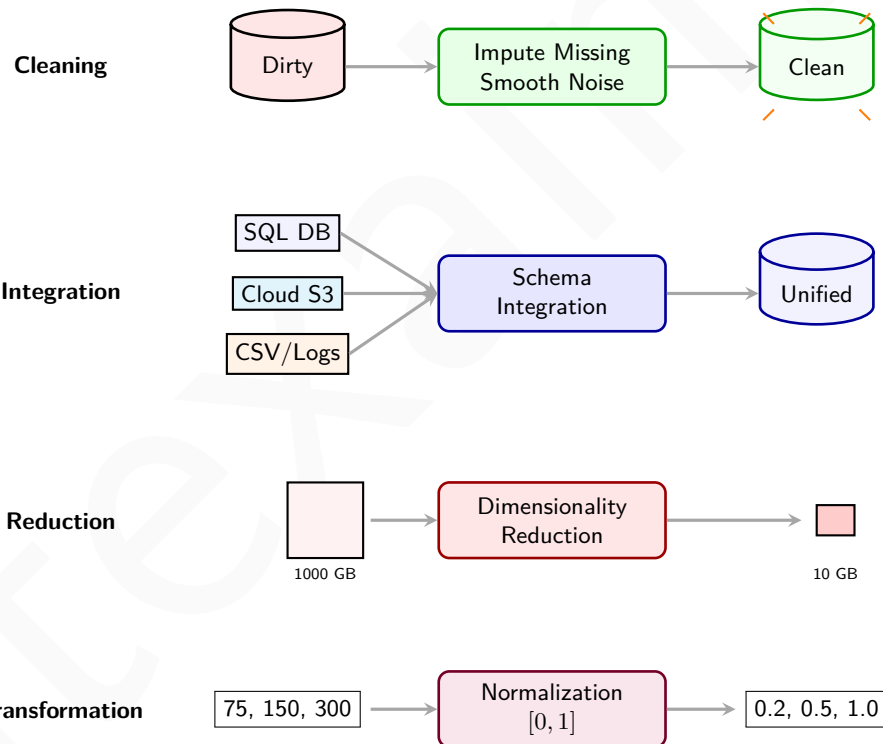 Cleaning
Dirty
Impute Missing
Smooth Noise
Clean
Integration
SQL DB
Cloud S3
CSV/Logs
Schema
Integration
Unified
Reduction
1000 GB
Dimensionality
Reduction
10 GB
ransformation
75, 150, 300
Normalization
[0, 1]
0.2, 0.5, 1.0